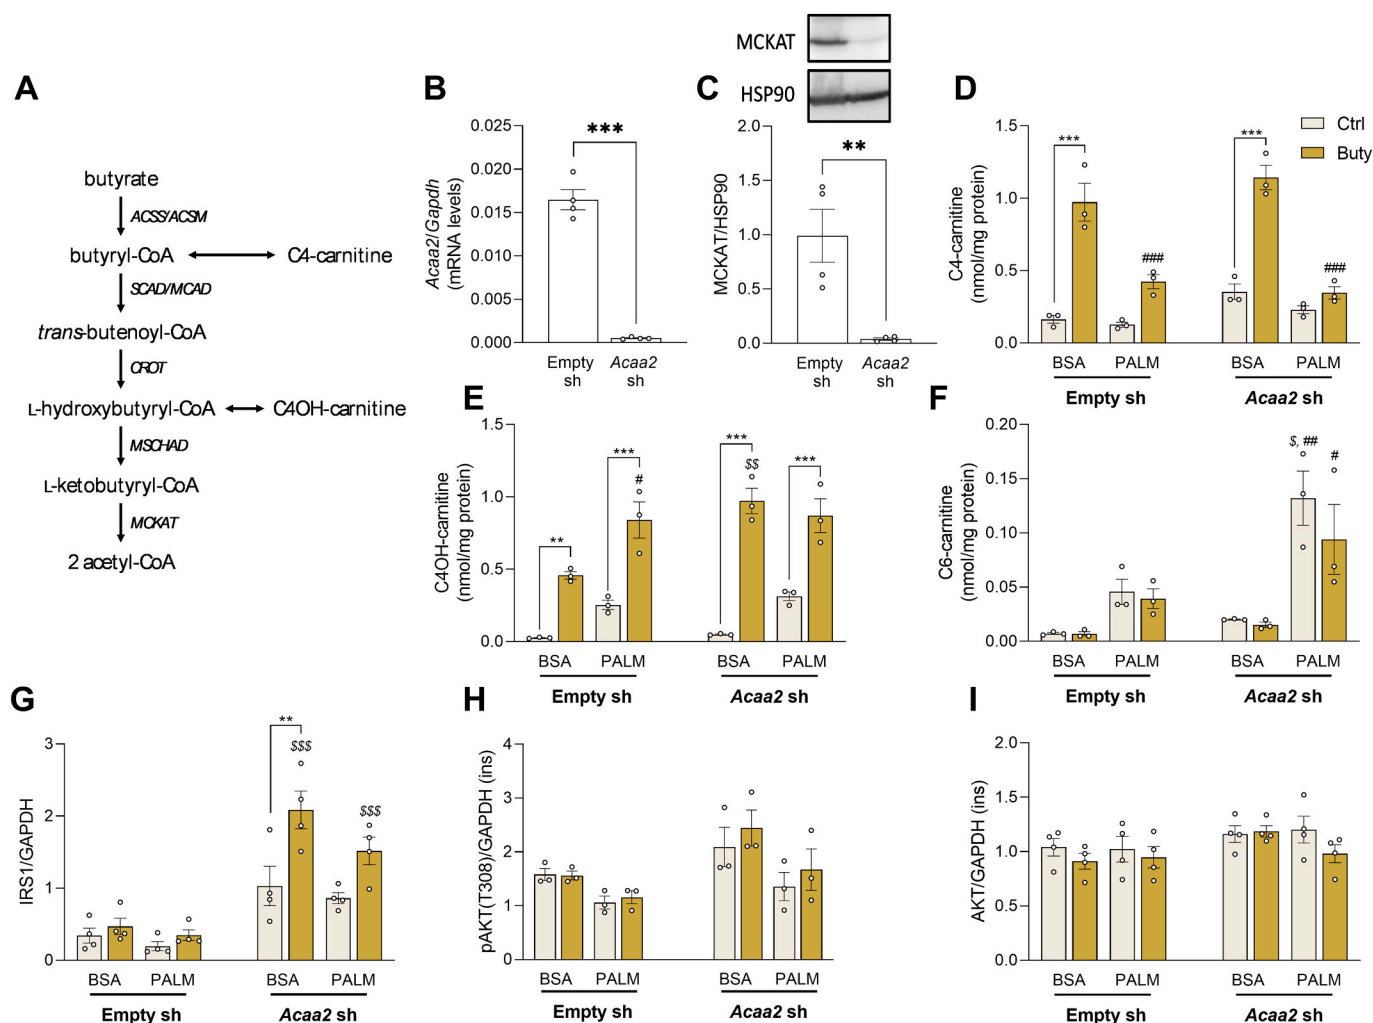 A
butyrate
ACSS/ACSM
butyryl-CoA
C4-carnitine
SCAD/MCAD
trans-butenoyl-CoA
CROT
L-hydroxybutyryl-CoA
C4OH-carnitine
MSCHAD
L-ketobutyryl-CoA
MCKAT
2 acetyl-CoA
B
Acaa2/Gapdh
(mRNA levels)
0.025
0.020
0.015
0.010
0.005
0.000
***
Empty
sh
Acaa2
sh
C
MCKAT
HSP90
MCKAT/HSP90
2.0
1.5
1.0
0.5
0.0
**
Empty
sh
Acaa2
sh
D
C4-carnitine
(nmol/mg protein)
1.5
1.0
0.5
0.0
***
###
***
###
BSA PALM BSA PALM
Empty sh Acaa2 sh
Ctrl
Buty
E
C4OH-carnitine
(nmol/mg protein)
1.5
1.0
0.5
0.0
**
***
#
***
$$
***
BSA PALM BSA PALM
Empty sh Acaa2 sh
F
C6-carnitine
(nmol/mg protein)
0.20
0.15
0.10
0.05
0.00
$, ##
#
BSA PALM BSA PALM
Empty sh Acaa2 sh
G
IRS1/GAPDH
3
2
1
0
**
$$$
$$$
BSA PALM BSA PALM
Empty sh Acaa2 sh
H
pAKT(T308)/GAPDH (ins)
4
3
2
1
0
BSA PALM BSA PALM
Empty sh Acaa2 sh
I
AKT/GAPDH (ins)
2.0
1.5
1.0
0.5
0.0
BSA PALM BSA PALM
Empty sh Acaa2 sh